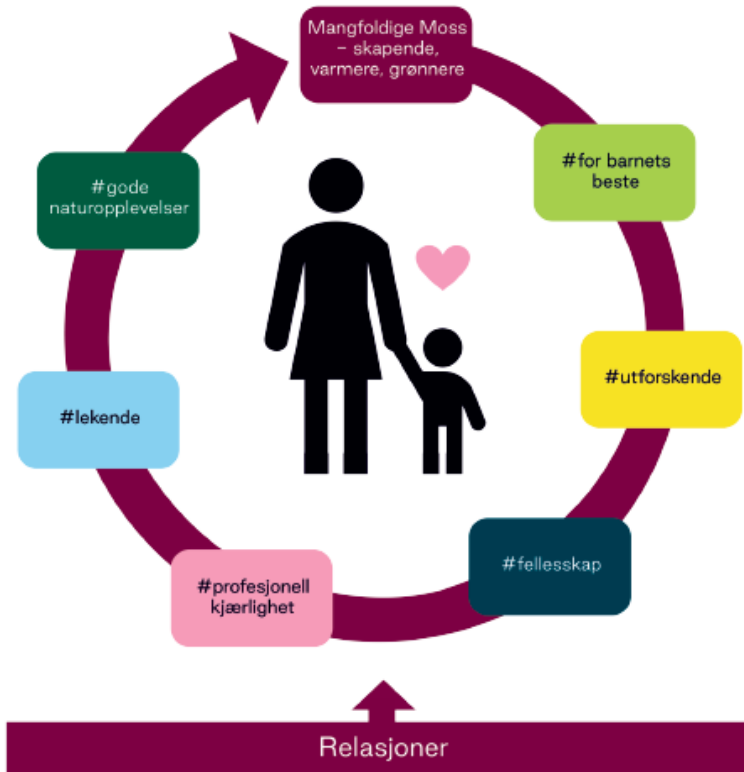 Mangfoldige Moss
– skapende,
varmere, grønnere
#for barnets
beste
#utforskende
#fellesskap
#profesjonell
kjærlighet
#lekende
#gode
naturopplevelser
Relasjoner